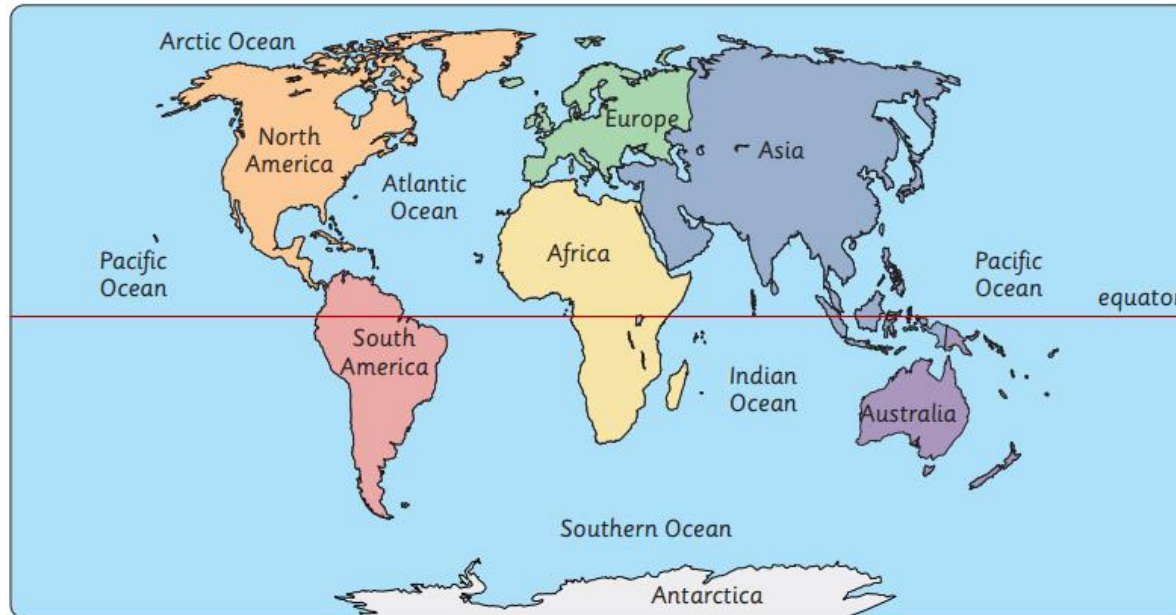 Arctic Ocean
North
America
Europe
Asia
Atlantic
Ocean
Africa
Pacific
Ocean
Pacific
Ocean
equator
South
America
Indian
Ocean
Australia
Southern Ocean
Antarctica